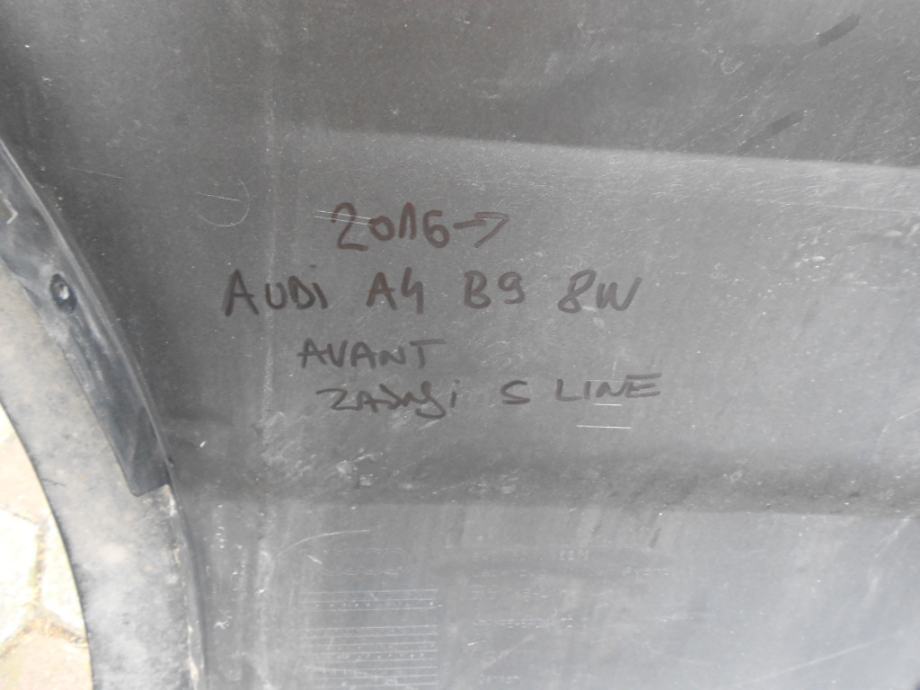 2016→
AUDi A4 B9 8W
AVANT
ZADNJi S LINE